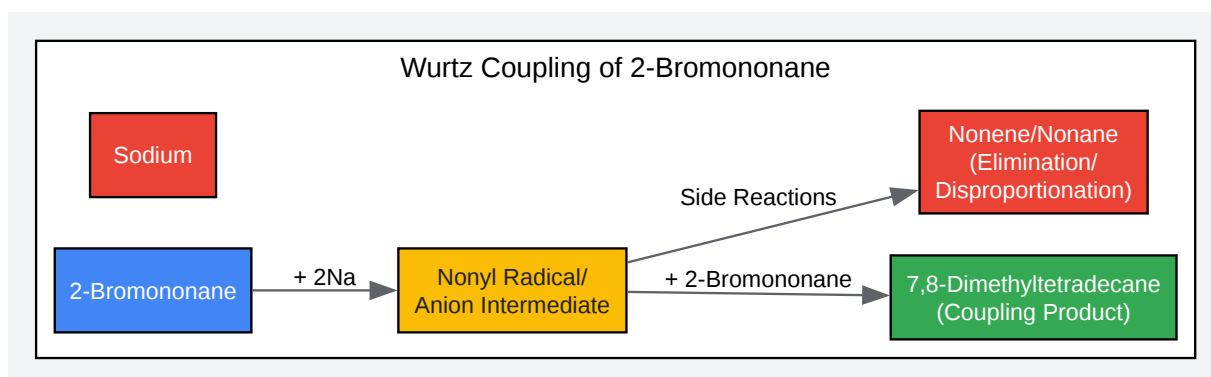 Wurtz Coupling of 2-Bromononane
Sodium
Nonene/Nonane
(Elimination/
Disproportionation)
Side Reactions
2-Bromononane
+ 2Na
Nonyl Radical/
Anion Intermediate
+ 2-Bromononane
7,8-Dimethyltetradecane
(Coupling Product)